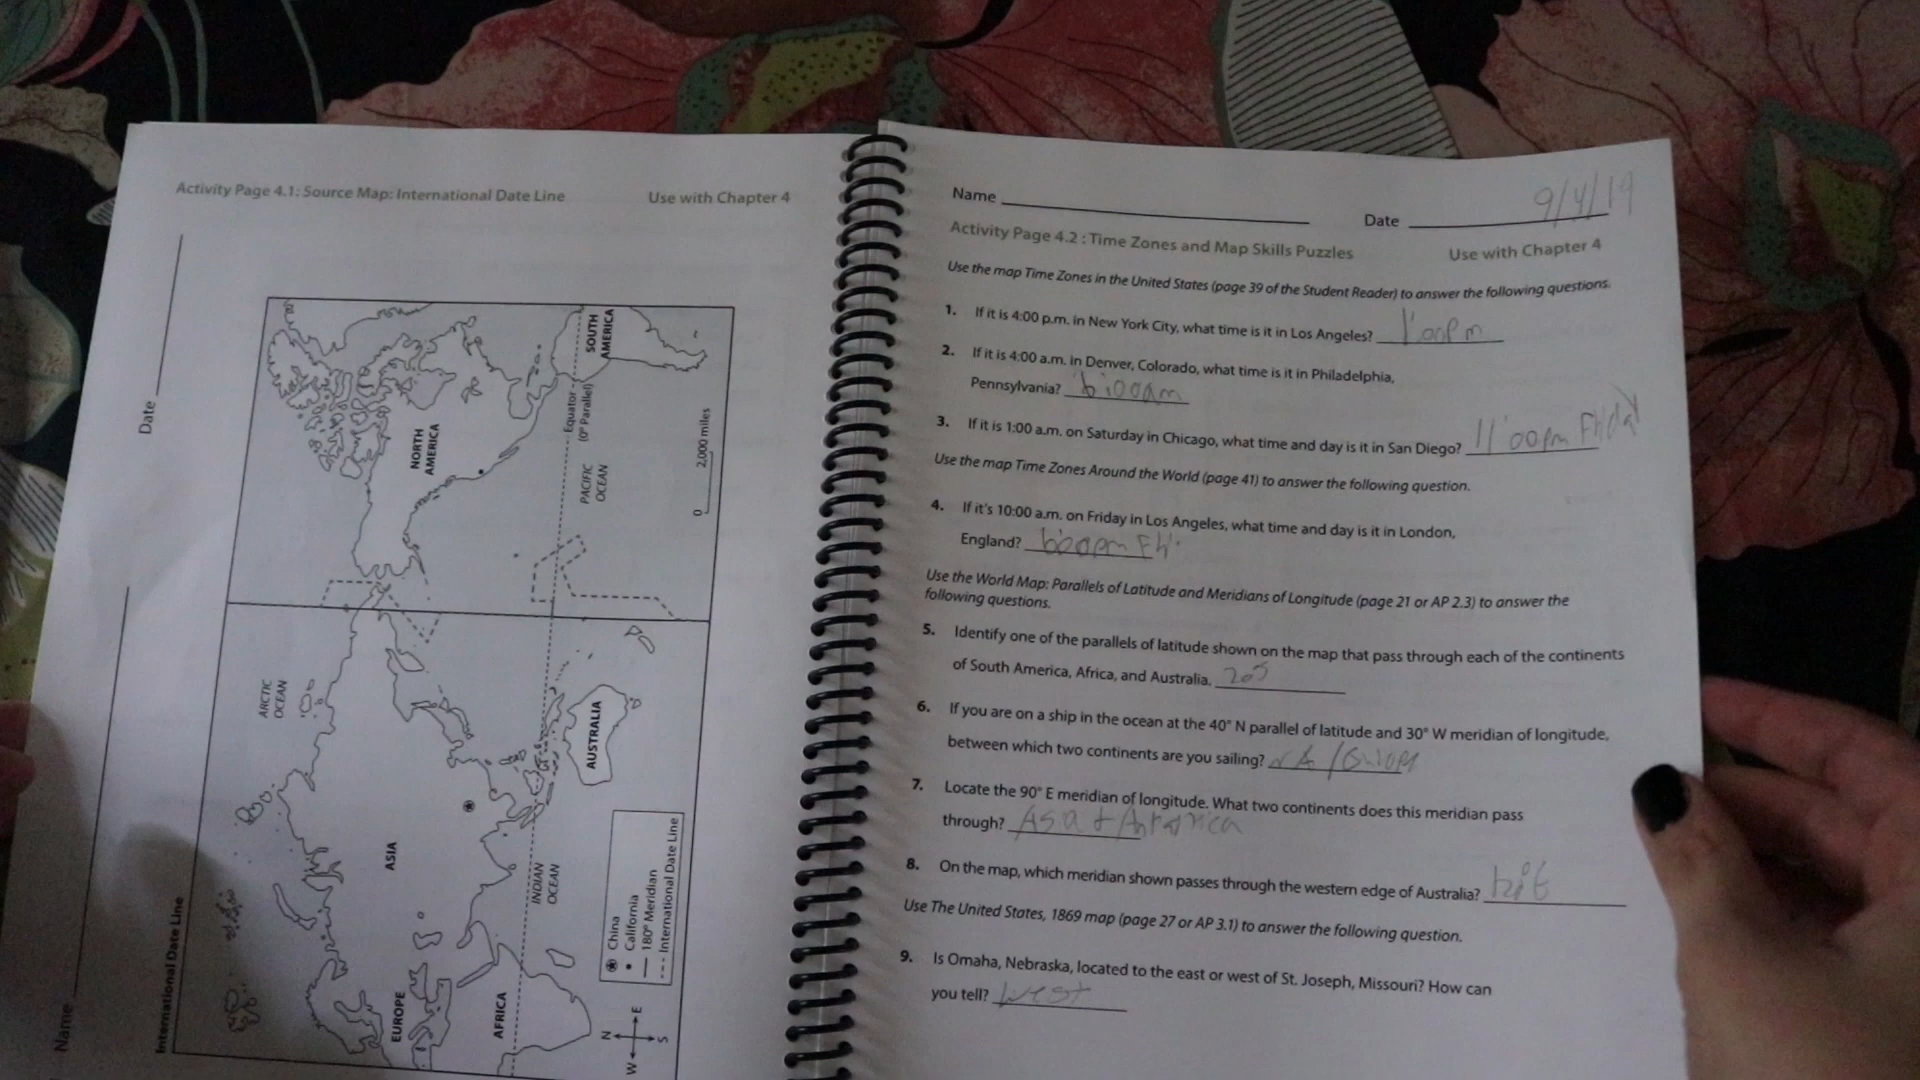 Activity Page 4.1: Source Map: International Date Line Use with Chapter 4
Name
Date
International Date Line
ARCTIC
OCEAN
NORTH
AMERICA
SOUTH
AMERICA
Equator
(0° Parallel)
PACIFIC
OCEAN
0 2,000 miles
ASIA
AUSTRALIA
INDIAN
OCEAN
EUROPE
AFRICA
China
California
180° Meridian
International Date Line
N
W E
S
Name
Date 9/4/19
Activity Page 4.2 : Time Zones and Map Skills Puzzles Use with Chapter 4
Use the map Time Zones in the United States (page 39 of the Student Reader) to answer the following questions.
1. If it is 4:00 p.m. in New York City, what time is it in Los Angeles? 1:00Pm
2. If it is 4:00 a.m. in Denver, Colorado, what time is it in Philadelphia,
Pennsylvania? 6:00am
3. If it is 1:00 a.m. on Saturday in Chicago, what time and day is it in San Diego? 11:00pm Friday
Use the map Time Zones Around the World (page 41) to answer the following question.
4. If it's 10:00 a.m. on Friday in Los Angeles, what time and day is it in London,
England? 6:00pm Fri.
Use the World Map: Parallels of Latitude and Meridians of Longitude (page 21 or AP 2.3) to answer the
following questions.
5. Identify one of the parallels of latitude shown on the map that pass through each of the continents
of South America, Africa, and Australia. 20S
6. If you are on a ship in the ocean at the 40° N parallel of latitude and 30° W meridian of longitude,
between which two continents are you sailing? NA /
7. Locate the 90° E meridian of longitude. What two continents does this meridian pass
through? Asia +
8. On the map, which meridian shown passes through the western edge of Australia?
Use The United States, 1869 map (page 27 or AP 3.1) to answer the following question.
9. Is Omaha, Nebraska, located to the east or west of St. Joseph, Missouri? How can
you tell? West